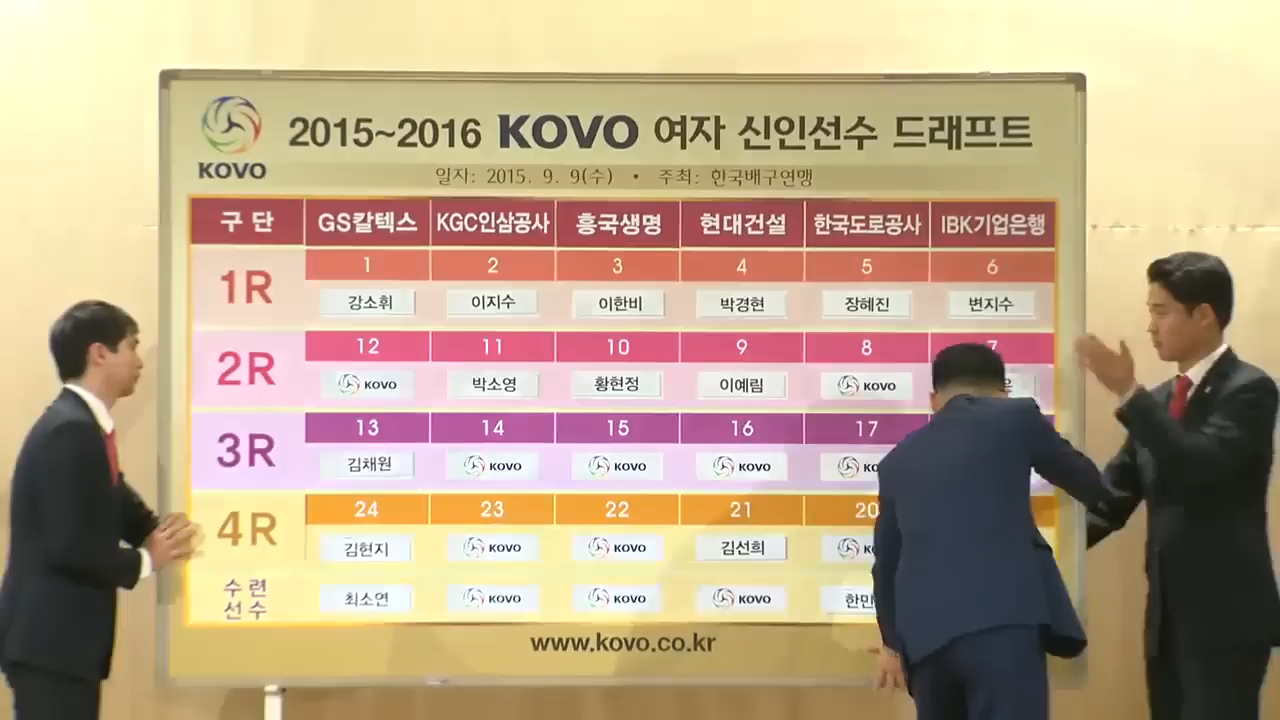 KOVO
2015~2016 KOVO 여자 신인선수 드래프트
일자: 2015. 9. 9(수) • 주최: 한국배구연맹
구 단 GS칼텍스 KGC인삼공사 흥국생명 현대건설 한국도로공사 IBK기업은행
1R 1 2 3 4 5 6
강소휘 이지수 이한비 박경현 장혜진 변지수
2R 12 11 10 9 8 7
KOVO 박소영 황현정 이예림 KOVO
3R 13 14 15 16 17
김채원 KOVO KOVO KOVO
4R 24 23 22 21 20
김현지 KOVO KOVO 김선희
수 련
선 수
최소연 KOVO KOVO KOVO
www.kovo.co.kr